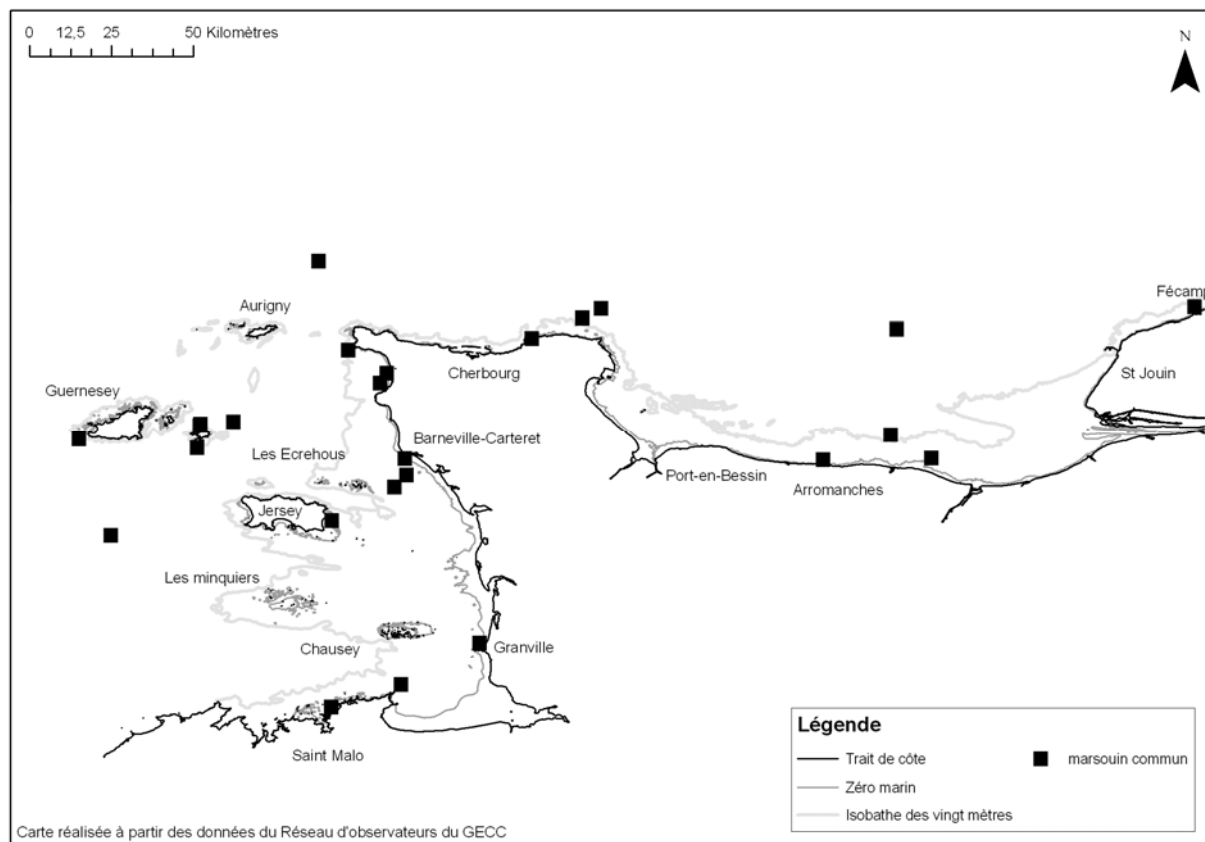 0 12,5 25 50 Kilomètres
N
Aurigny
Fécamp
Guernesey
Cherbourg
St Jouin
Barneville-Carteret
Les Ecrehous
Port-en-Bessin
Arromanches
Jersey
Les minquiers
Chausey
Granville
Saint Malo
Légende
Trait de côte
marsouin commun
Zéro marin
Isobathe des vingt mètres
Carte réalisée à partir des données du Réseau d'observateurs du GECC